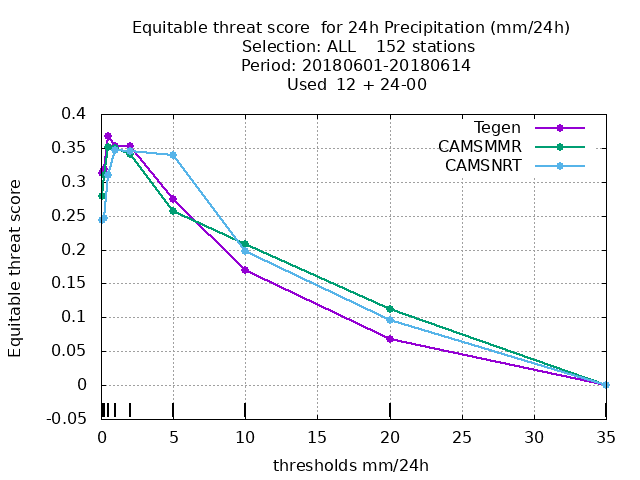 Equitable threat score  for 24h Precipitation (mm/24h)
Selection: ALL    152 stations
Period: 20180601-20180614
Used  12 + 24-00
Tegen
CAMSMMR
CAMSNRT
0.4
0.35
0.3
0.25
0.2
0.15
0.1
0.05
0
-0.05
Equitable threat score
0 5 10 15 20 25 30 35
thresholds mm/24h